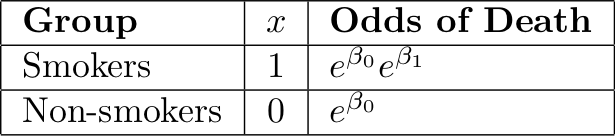 Group x Odds of Death
Smokers 1 e^{β₀}e^{β₁}
Non-smokers 0 e^{β₀}